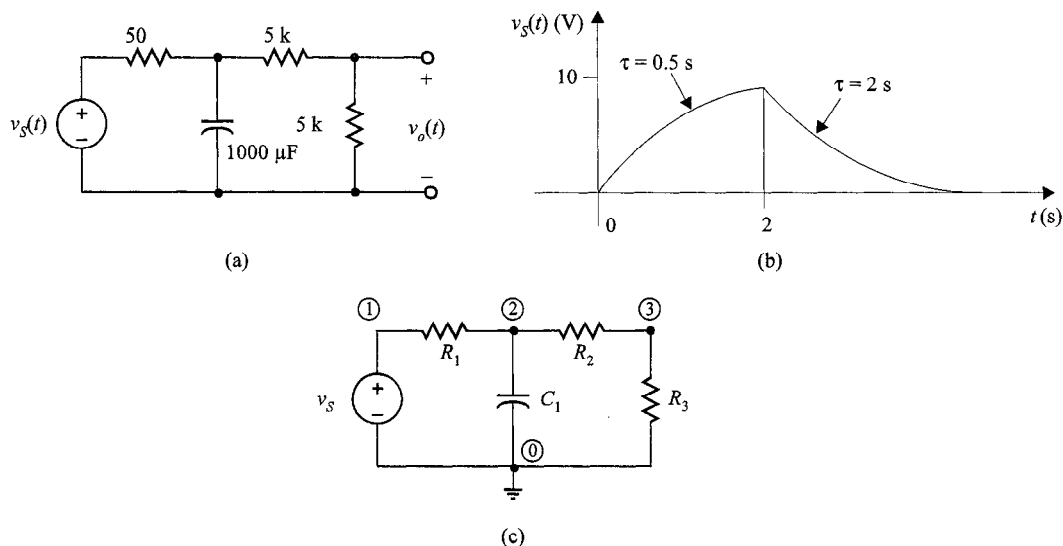 50
5 k
+
v_S(t)
+
−
1000 µF
5 k
v_o(t)
−
(a)
v_S(t) (V)
10
τ = 0.5 s
τ = 2 s
0
2
t (s)
(b)
①
②
③
R_1
R_2
v_S
+
−
C_1
R_3
⓪
(c)